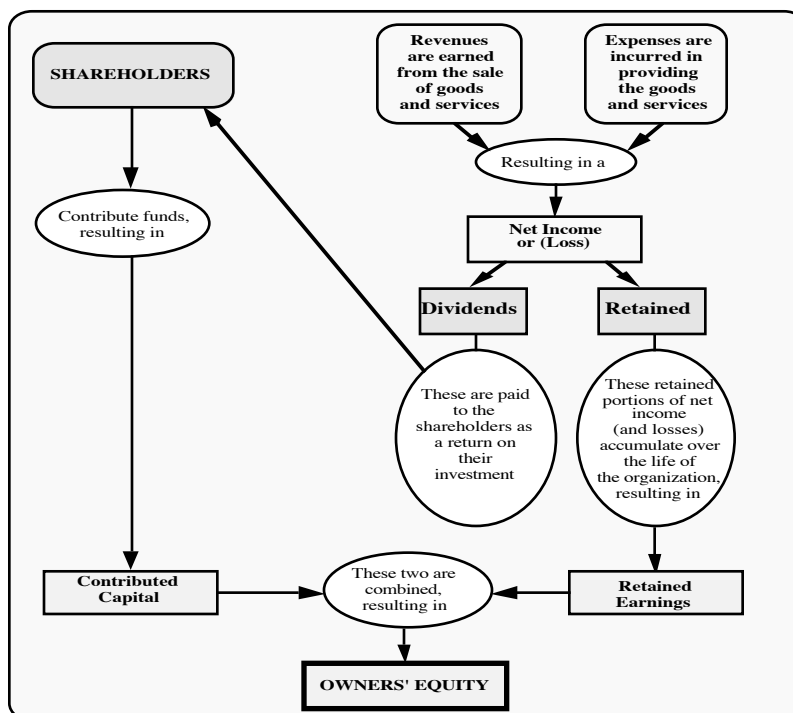 SHAREHOLDERS
Revenues
are earned
from the sale
of goods
and services
Expenses are
incurred in
providing
the goods
and services
Resulting in a
Contribute funds,
resulting in
Net Income
or (Loss)
Dividends
Retained
These are paid
to the
shareholders as
a return on
their
investment
These retained
portions of net
income
(and losses)
accumulate over
the life of
the organization,
resulting in
Contributed
Capital
These two are
combined,
resulting in
Retained
Earnings
OWNERS' EQUITY